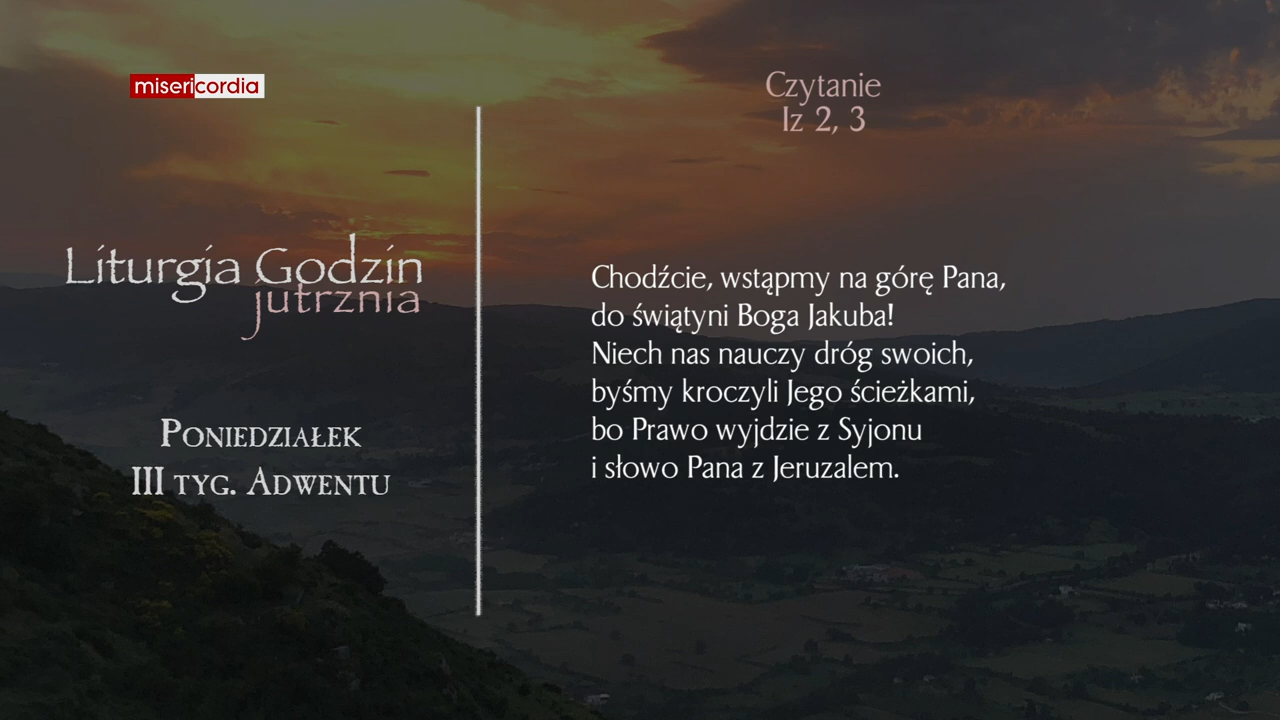 misericordia
Liturgia Godzin
jutrznia
Poniedziałek
III tyg. Adwentu
Czytanie
Iz 2, 3
Chodźcie, wstąpmy na górę Pana,
do świątyni Boga Jakuba!
Niech nas nauczy dróg swoich,
byśmy kroczyli Jego ścieżkami,
bo Prawo wyjdzie z Syjonu
i słowo Pana z Jeruzalem.